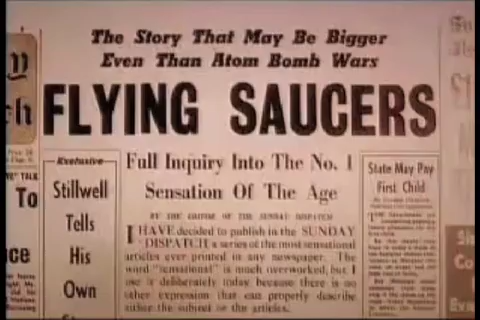 The Story That May Be Bigger
Even Than Atom Bomb Wars
FLYING SAUCERS
Exclusive
Stillwell
Tells
His
Own
Full Inquiry Into The No. 1
Sensation Of The Age
BY THE EDITOR OF THE SUNDAY DISPATCH
I HAVE decided to publish in the SUNDAY
DISPATCH a series of the most sensational
articles ever printed in any newspaper. The
word "sensational" is much overworked, but I
use it deliberately today because there is no
other expression that can properly describe
either the subject or the articles.
State May Pay
First Child
TALK
To